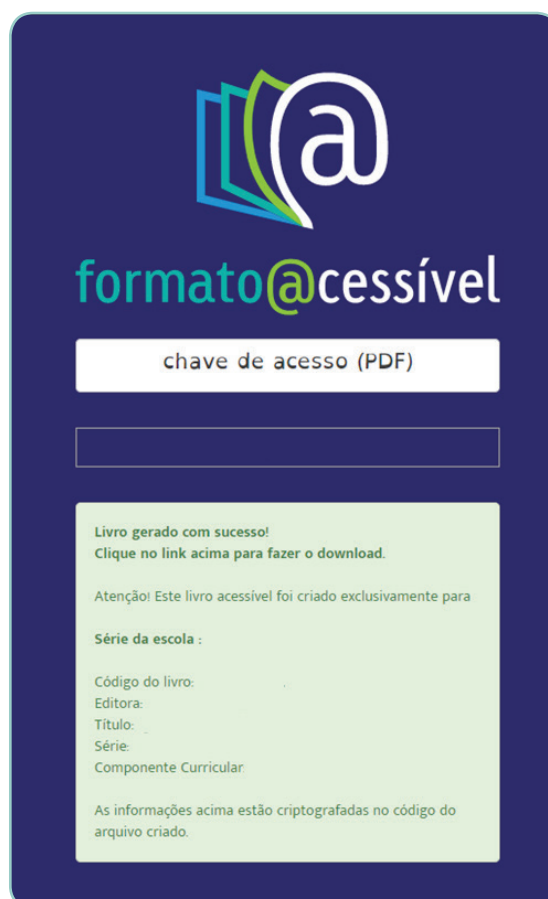 @
formato@cessível
chave de acesso (PDF)
Livro gerado com sucesso!
Clique no link acima para fazer o download.
Atenção! Este livro acessível foi criado exclusivamente para
Série da escola :
Código do livro:
Editora:
Título:
Série:
Componente Curricular
As informações acima estão criptografadas no código do
arquivo criado.